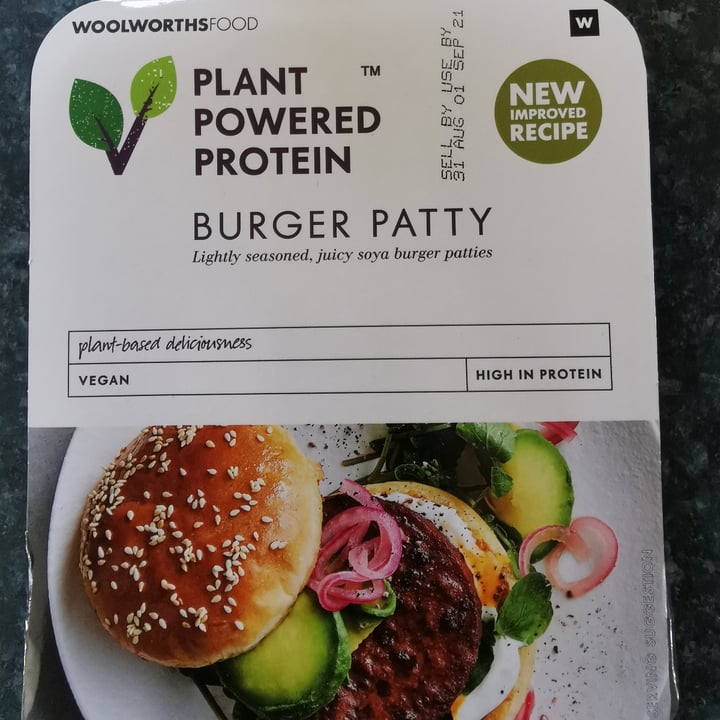 WOOLWORTHSFOOD
W
PLANT ™
POWERED
PROTEIN
SELL BY USE BY
31 AUG 01 SEP 21
NEW
IMPROVED
RECIPE
BURGER PATTY
Lightly seasoned, juicy soya burger patties
plant-based deliciousness
VEGAN
HIGH IN PROTEIN
SERVING SUGGESTION